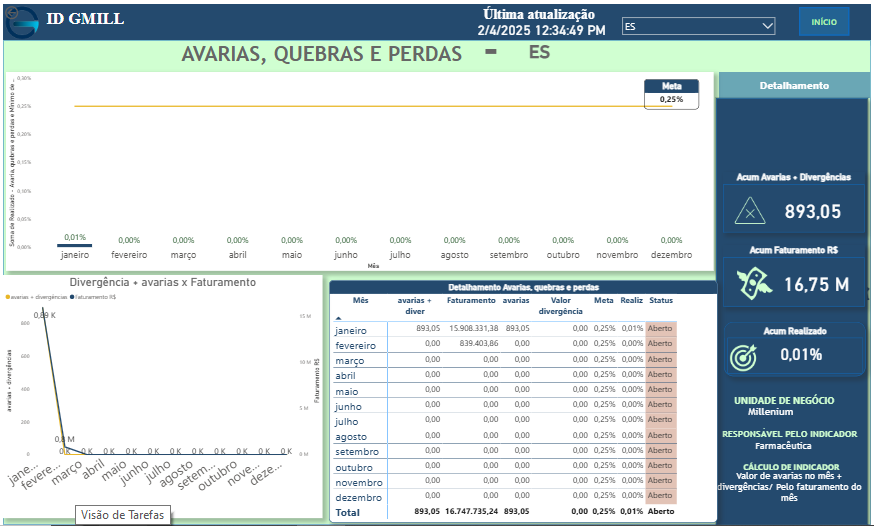 ID GMILL
Última atualização
2/4/2025 12:34:49 PM
ES
INÍCIO
AVARIAS, QUEBRAS E PERDAS - ES
Soma de Realizado - Avaria, quebras e perdas e Mínimo de ...
0,30%
0,25%
0,20%
0,15%
0,10%
0,05%
0,00%
Meta
0,25%
0,01% 0,00% 0,00% 0,00% 0,00% 0,00% 0,00% 0,00% 0,00% 0,00% 0,00% 0,00%
janeiro fevereiro março abril maio junho julho agosto setembro outubro novembro dezembro
Mês
Detalhamento
Acum Avarias + Divergências
893,05
Acum Faturamento R$
16,75 M
Acum Realizado
0,01%
UNIDADE DE NEGÓCIO
Millenium
RESPONSÁVEL PELO INDICADOR
Farmacêutica
CÁLCULO DE INDICADOR
Valor de avarias no mês +
divergências/ Pelo faturamento do
mês
Divergência + avarias x Faturamento
avarias + divergências Faturamento R$
avarias + divergências
800
600
400
200
0
0,89 K
0,8 M
0 K 0 K 0 K 0 K 0 K 0 K 0 K 0 K 0 K 0 K 0 K
15 M
10 M
5 M
0 M
Faturamento R$
jane... fevere... março abril maio junho julho agosto setem... outubro nove... deze...
Visão de Tarefas
Detalhamento Avarias, quebras e perdas
Mês avarias + Faturamento avarias Valor Meta Realiz Status
diver divergência
janeiro 893,05 15.908.331,38 893,05 0,00 0,25% 0,01% Aberto
fevereiro 0,00 839.403,86 0,00 0,00 0,25% 0,00% Aberto
março 0,00 0,00 0,00 0,00 0,25% 0,00% Aberto
abril 0,00 0,00 0,00 0,00 0,25% 0,00% Aberto
maio 0,00 0,00 0,00 0,00 0,25% 0,00% Aberto
junho 0,00 0,00 0,00 0,00 0,25% 0,00% Aberto
julho 0,00 0,00 0,00 0,00 0,25% 0,00% Aberto
agosto 0,00 0,00 0,00 0,00 0,25% 0,00% Aberto
setembro 0,00 0,00 0,00 0,00 0,25% 0,00% Aberto
outubro 0,00 0,00 0,00 0,00 0,25% 0,00% Aberto
novembro 0,00 0,00 0,00 0,00 0,25% 0,00% Aberto
dezembro 0,00 0,00 0,00 0,00 0,25% 0,00% Aberto
Total 893,05 16.747.735,24 893,05 0,00 0,25% 0,01% Aberto